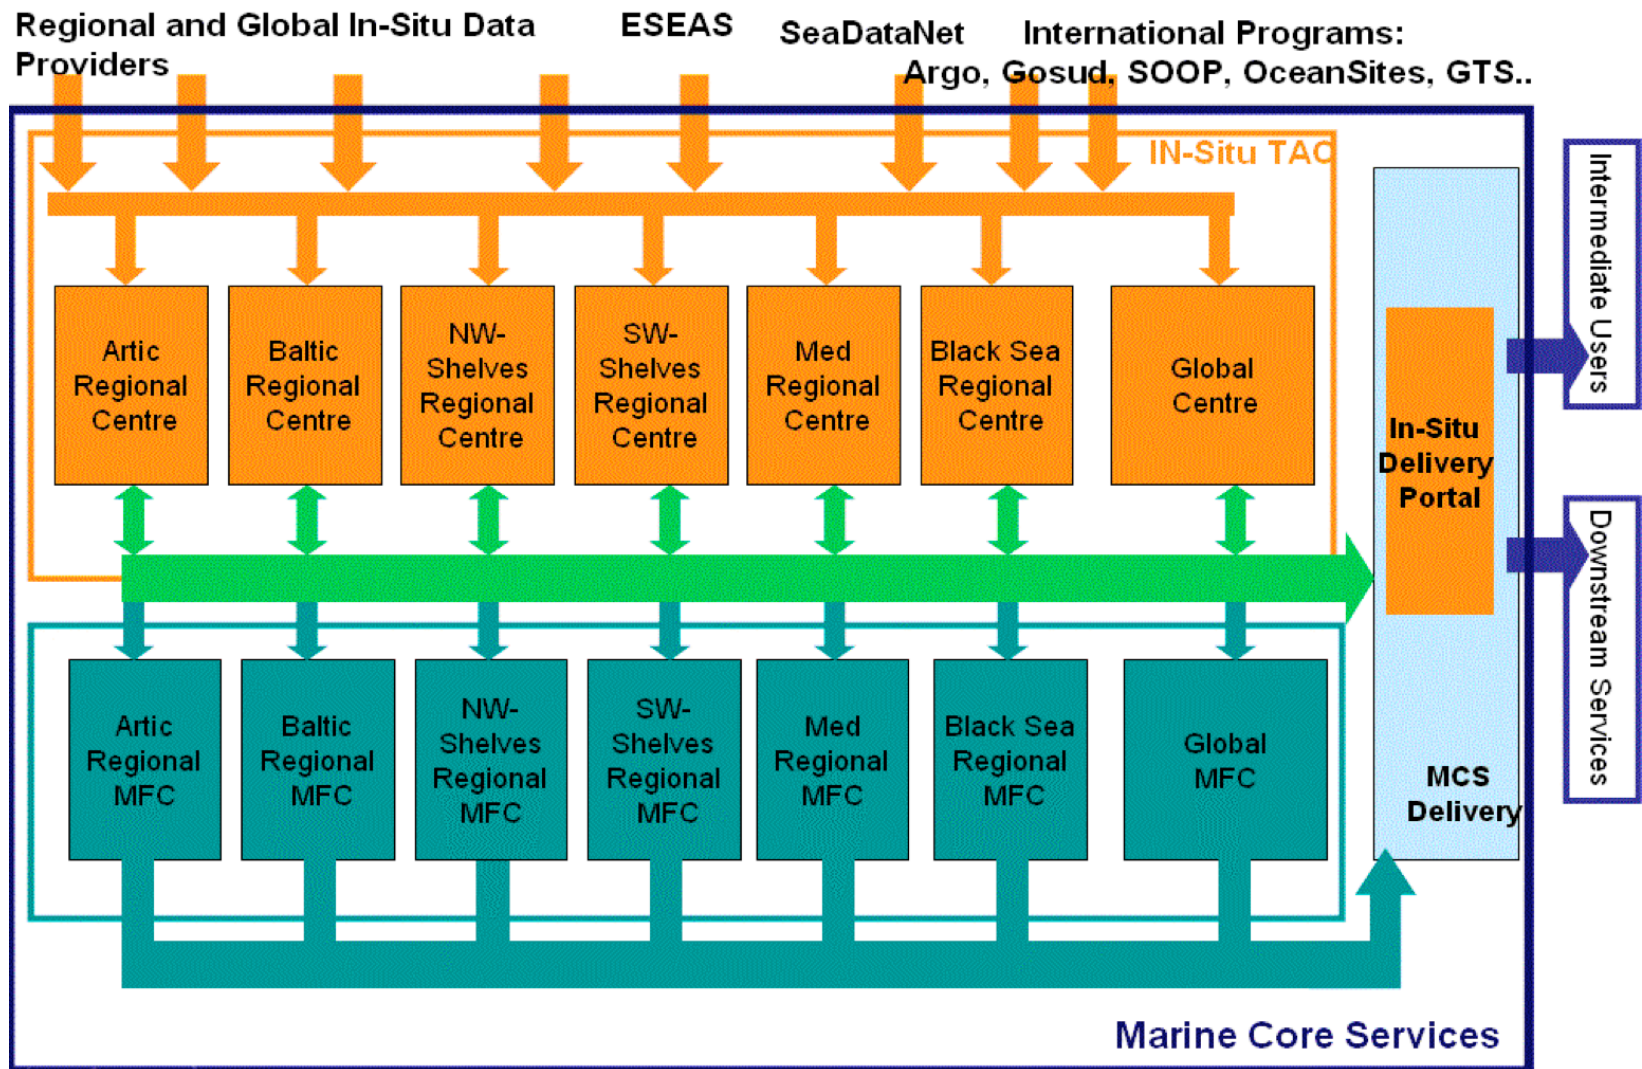 Regional and Global In-Situ Data
Providers
ESEAS
SeaDataNet
International Programs:
Argo, Gosud, SOOP, OceanSites, GTS..
IN-Situ TAC
Artic
Regional
Centre
Baltic
Regional
Centre
NW-
Shelves
Regional
Centre
SW-
Shelves
Regional
Centre
Med
Regional
Centre
Black Sea
Regional
Centre
Global
Centre
In-Situ
Delivery
Portal
Intermediate Users
Downstream Services
Artic
Regional
MFC
Baltic
Regional
MFC
NW-
Shelves
Regional
MFC
SW-
Shelves
Regional
MFC
Med
Regional
MFC
Black Sea
Regional
MFC
Global
MFC
MCS
Delivery
Marine Core Services